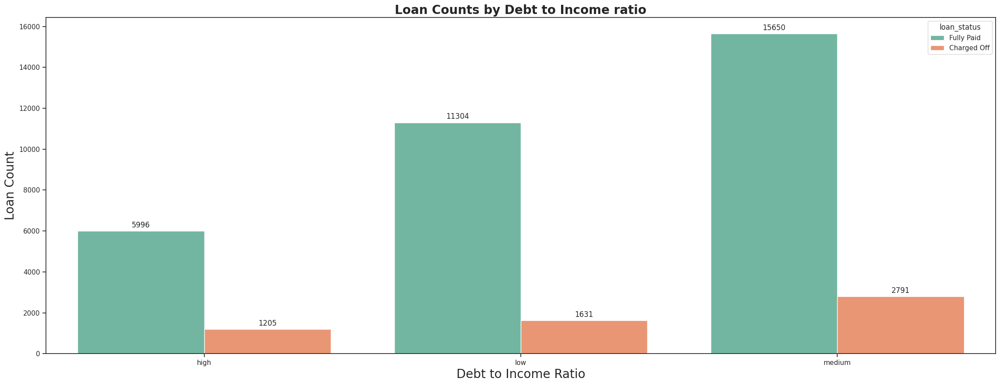 Loan Counts by Debt to Income ratio
loan_status
Fully Paid
Charged Off
Loan Count
16000
14000
12000
10000
8000
6000
4000
2000
0
5996
1205
11304
1631
15650
2791
high
low
medium
Debt to Income Ratio